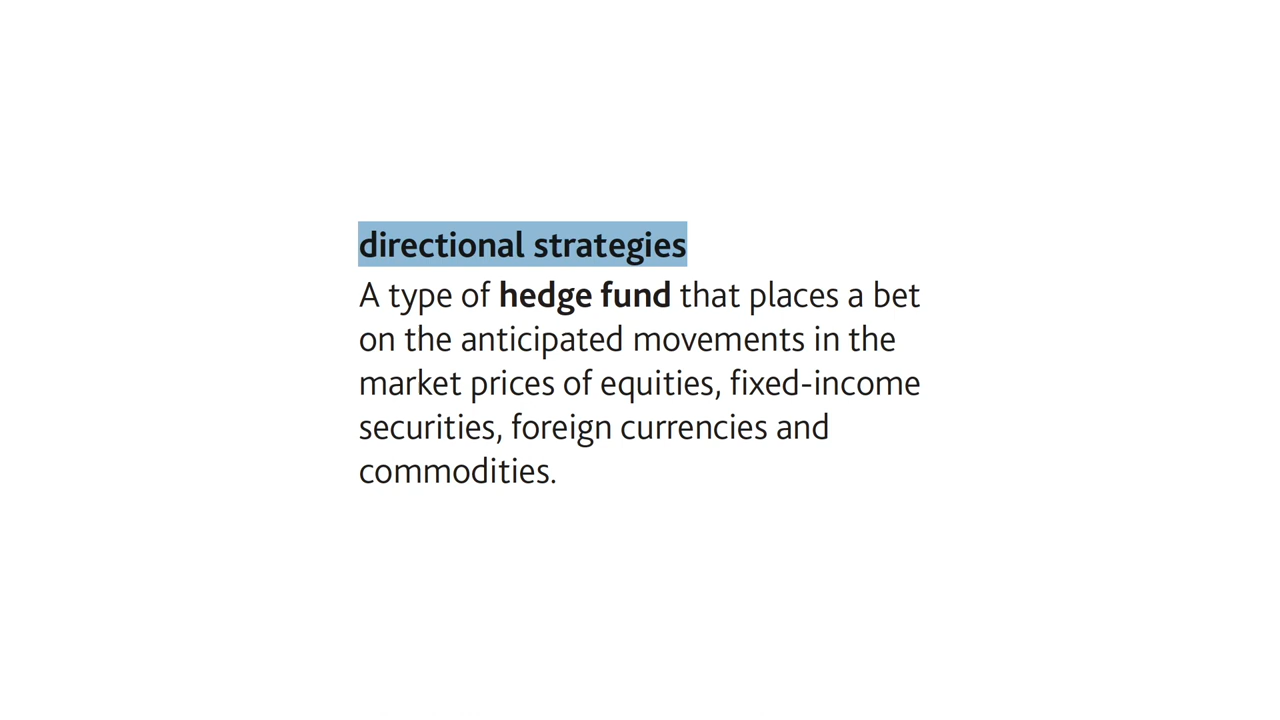 directional strategies
A type of hedge fund that places a bet
on the anticipated movements in the
market prices of equities, fixed-income
securities, foreign currencies and
commodities.